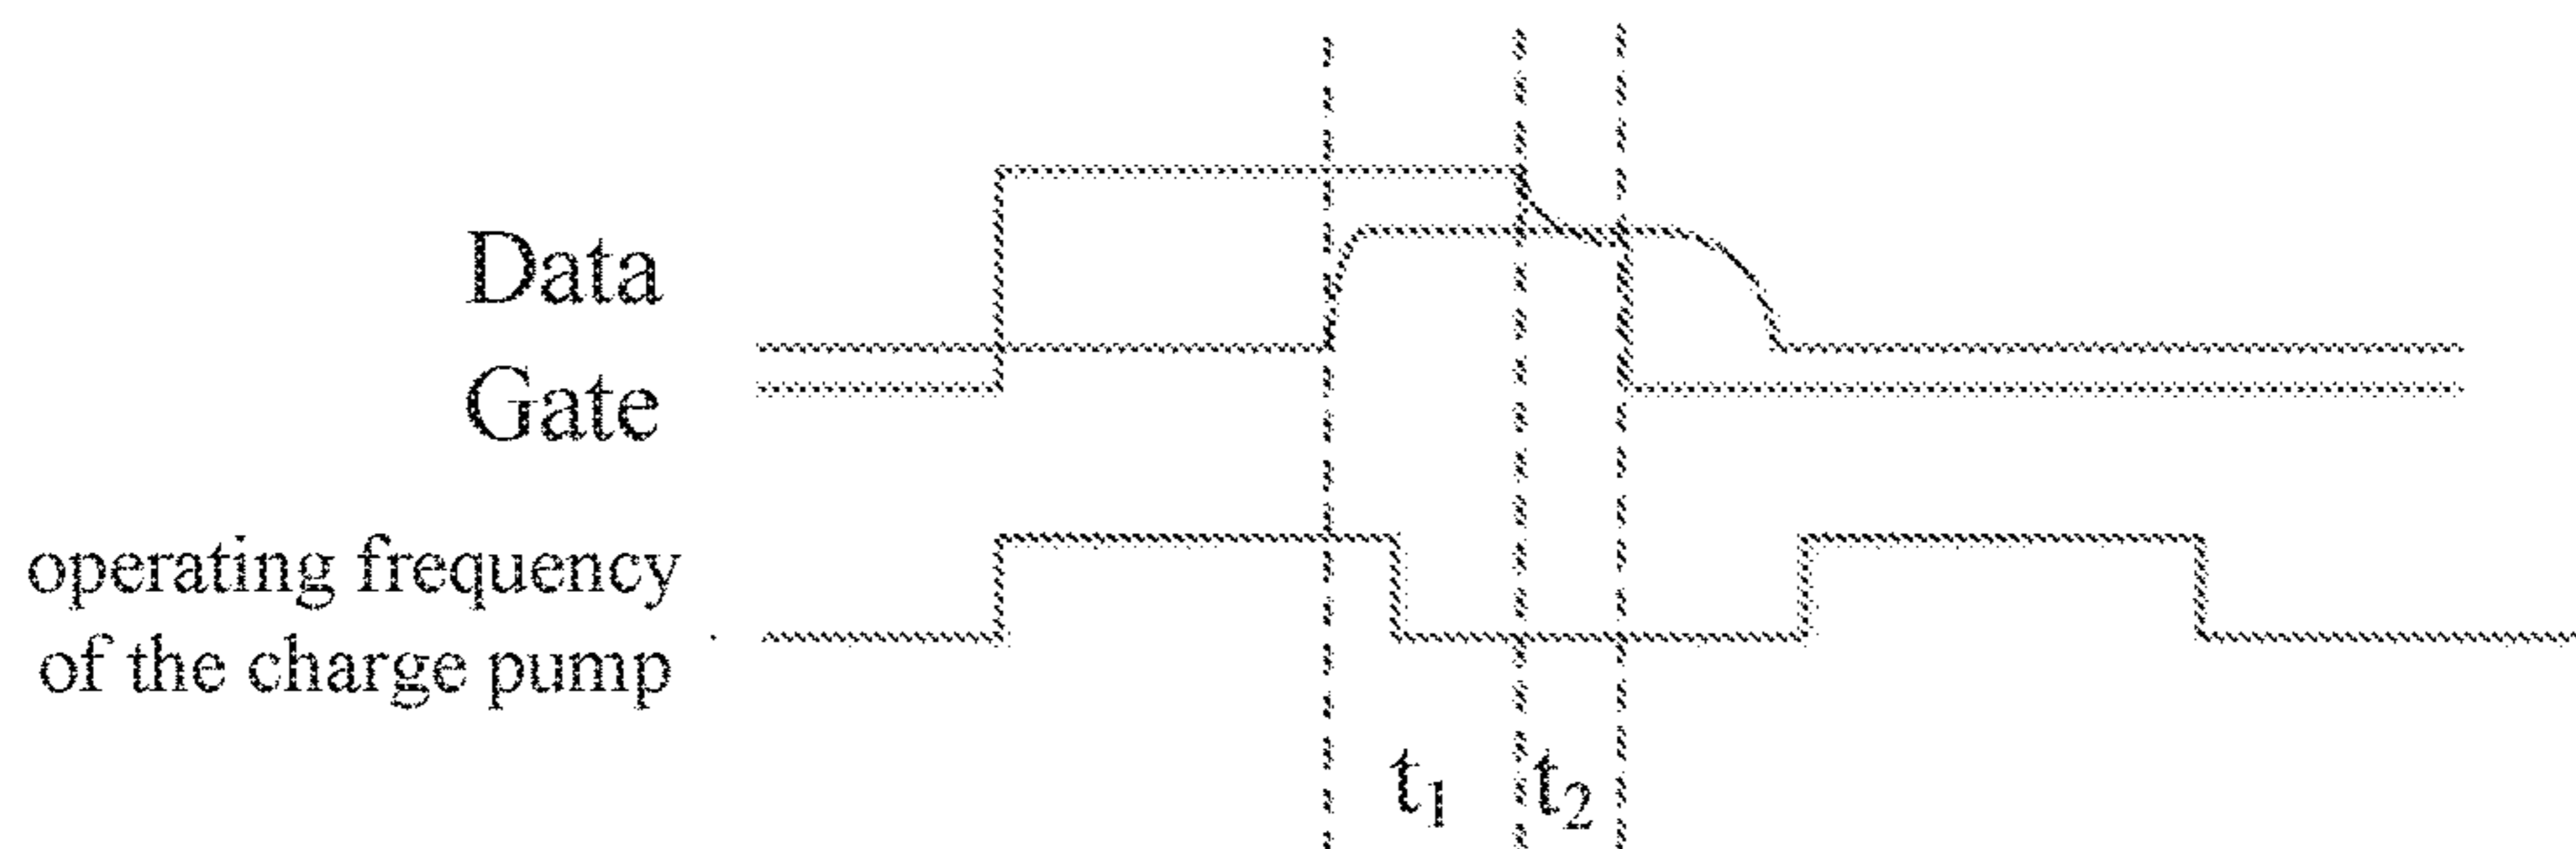 Data
Gate
operating frequency
of the charge pump
t₁
t₂